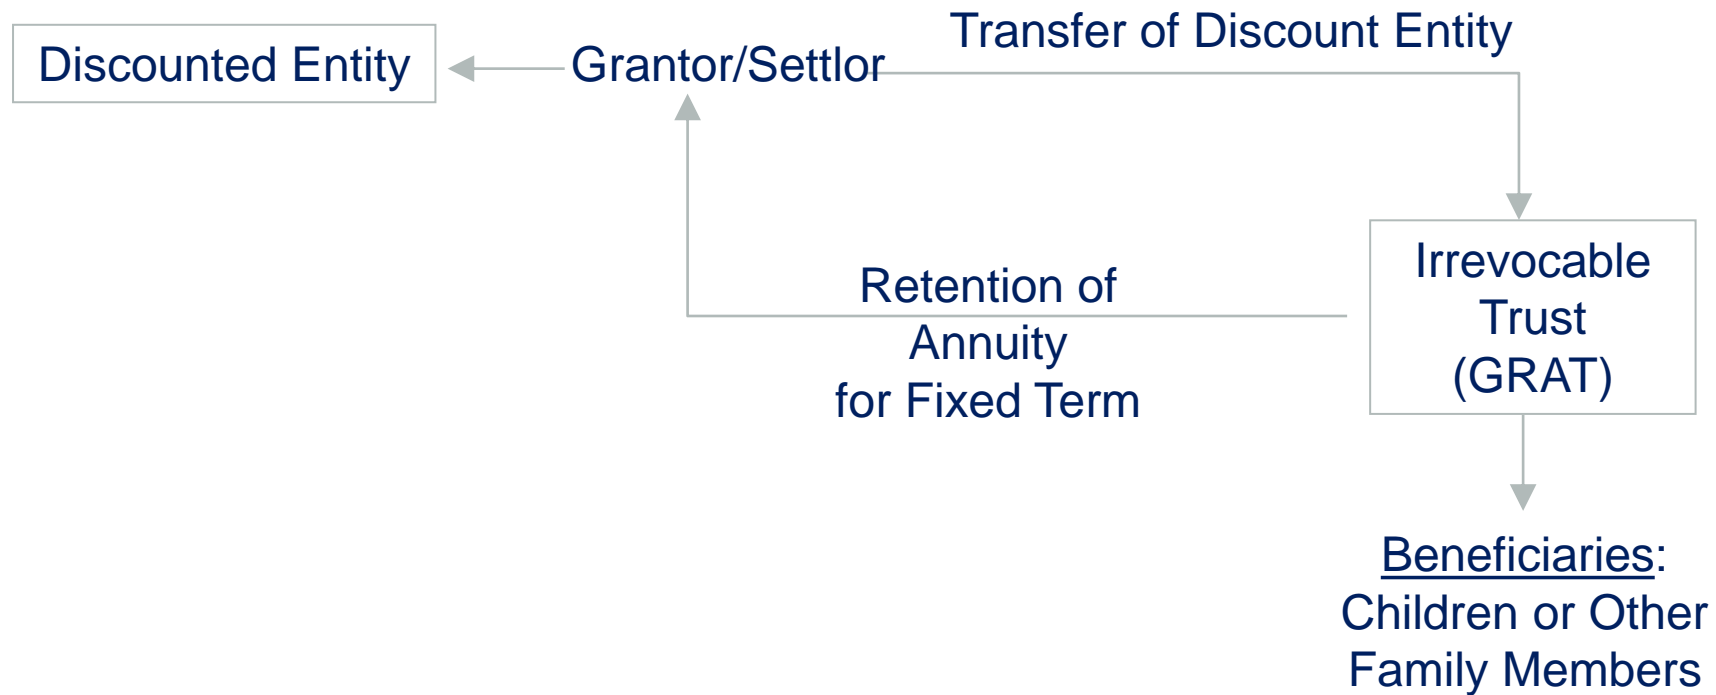 Discounted Entity
Grantor/Settlor
Transfer of Discount Entity
Retention of
Annuity
for Fixed Term
Irrevocable
Trust
(GRAT)
Beneficiaries:
Children or Other
Family Members